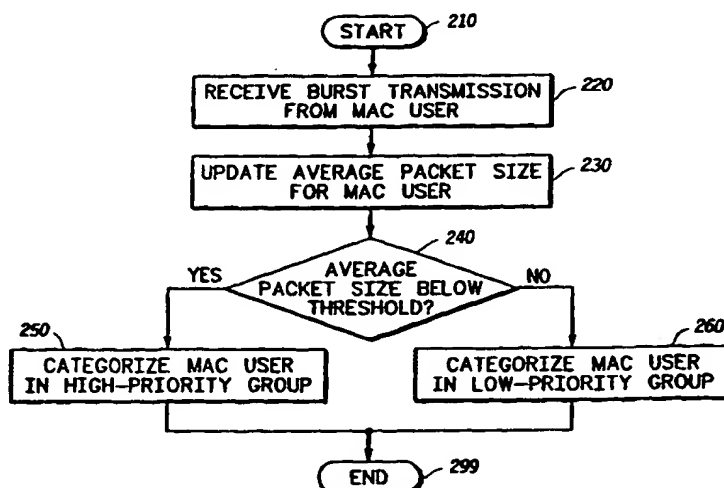 START
210
RECEIVE BURST TRANSMISSION
FROM MAC USER
220
UPDATE AVERAGE PACKET SIZE
FOR MAC USER
230
240
AVERAGE
PACKET SIZE BELOW
THRESHOLD?
YES
NO
250
CATEGORIZE MAC USER
IN HIGH-PRIORITY GROUP
260
CATEGORIZE MAC USER
IN LOW-PRIORITY GROUP
END
299